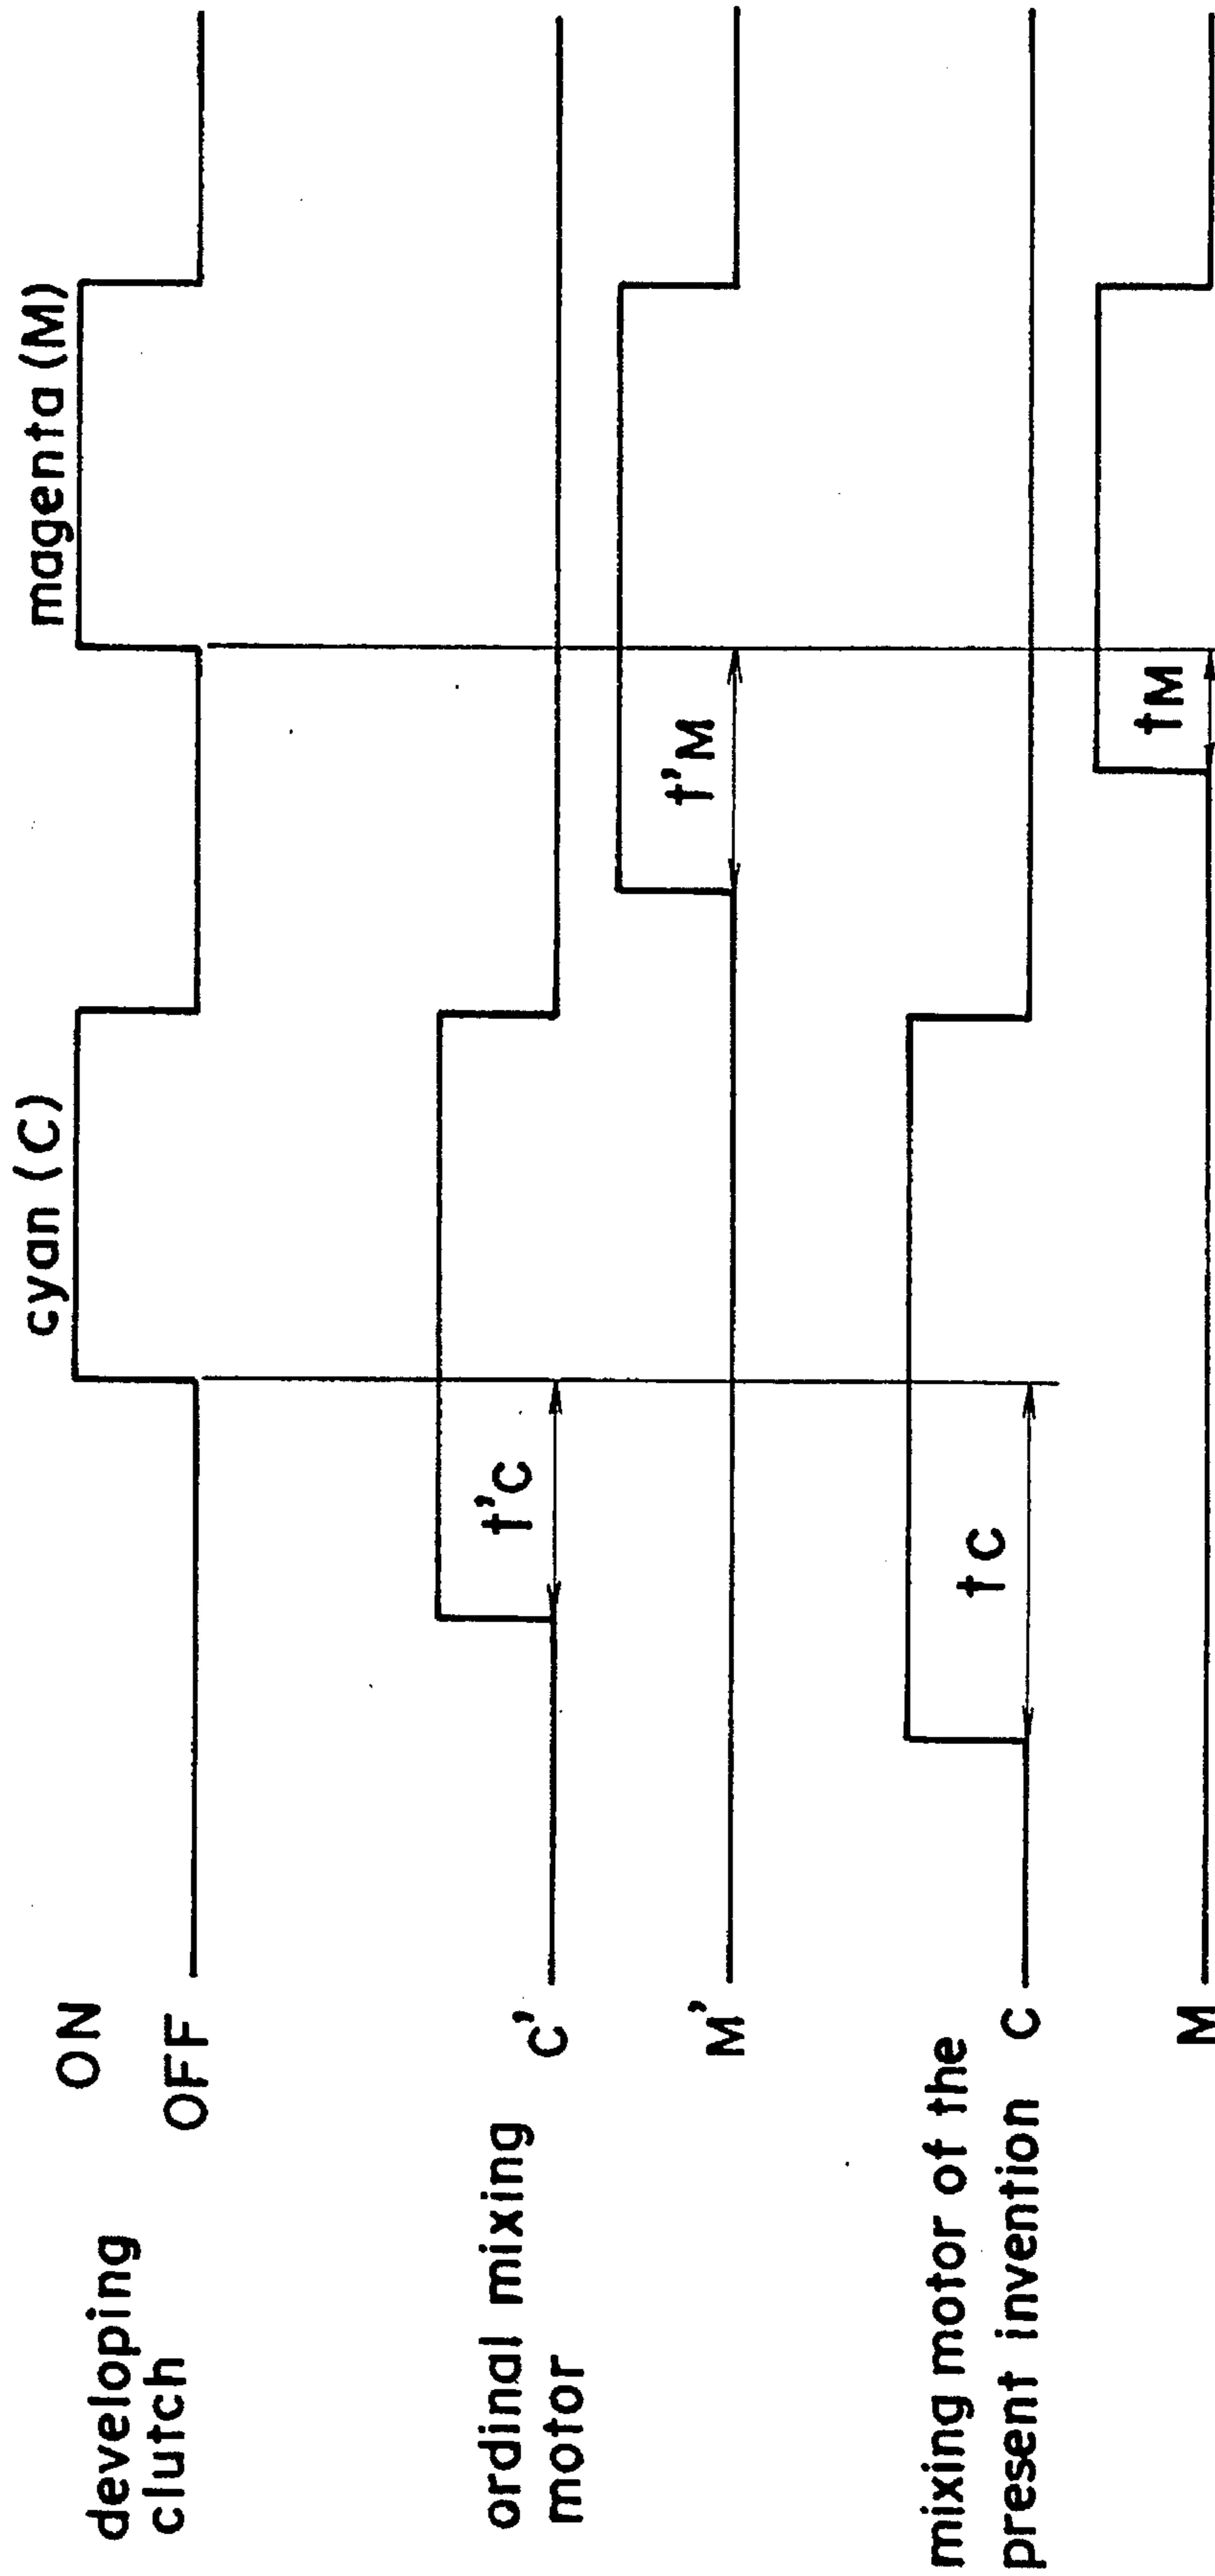 cyan (C)
magenta (M)
developing
clutch
ON
OFF
ordinal mixing
motor
C'
t'C
M'
t'M
mixing motor of the
present invention
C
tC
M
tM